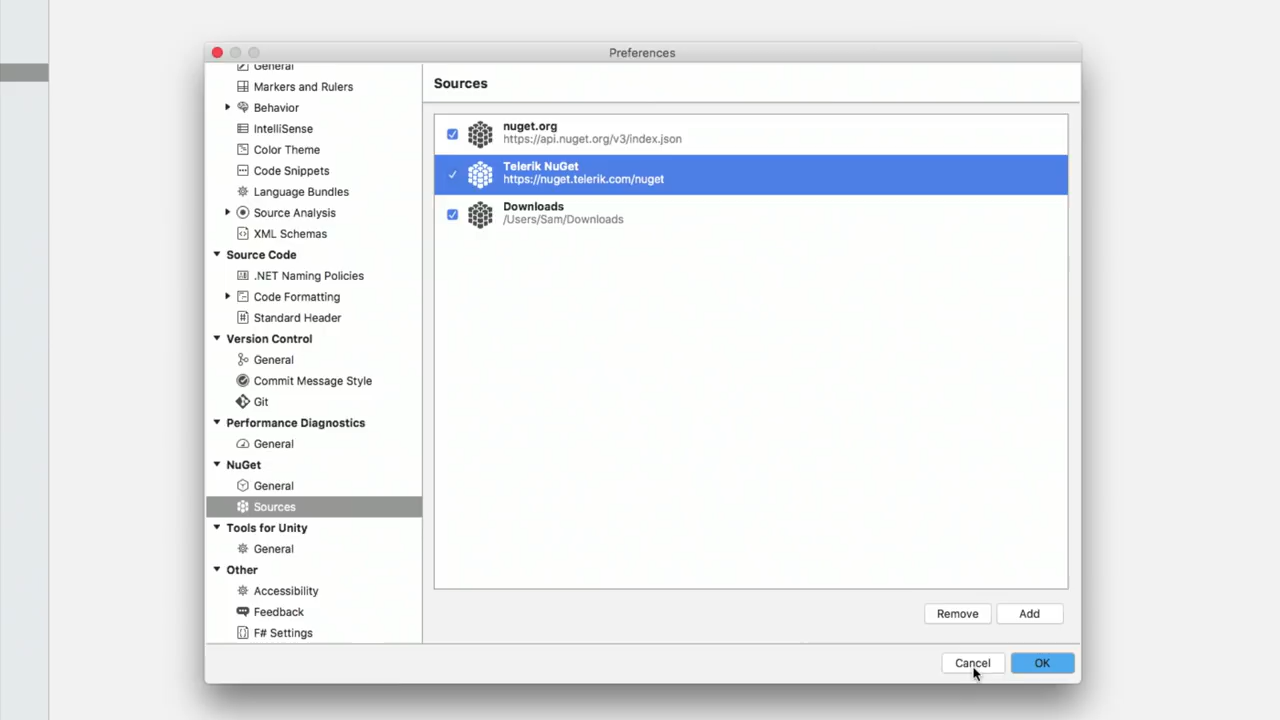 Preferences
General
Markers and Rulers
Behavior
IntelliSense
Color Theme
Code Snippets
Language Bundles
Source Analysis
XML Schemas
Source Code
.NET Naming Policies
Code Formatting
Standard Header
Version Control
General
Commit Message Style
Git
Performance Diagnostics
General
NuGet
General
Sources
Tools for Unity
General
Other
Accessibility
Feedback
F# Settings
Sources
nuget.org
https://api.nuget.org/v3/index.json
Telerik NuGet
https://nuget.telerik.com/nuget
Downloads
/Users/Sam/Downloads
Remove
Add
Cancel
OK